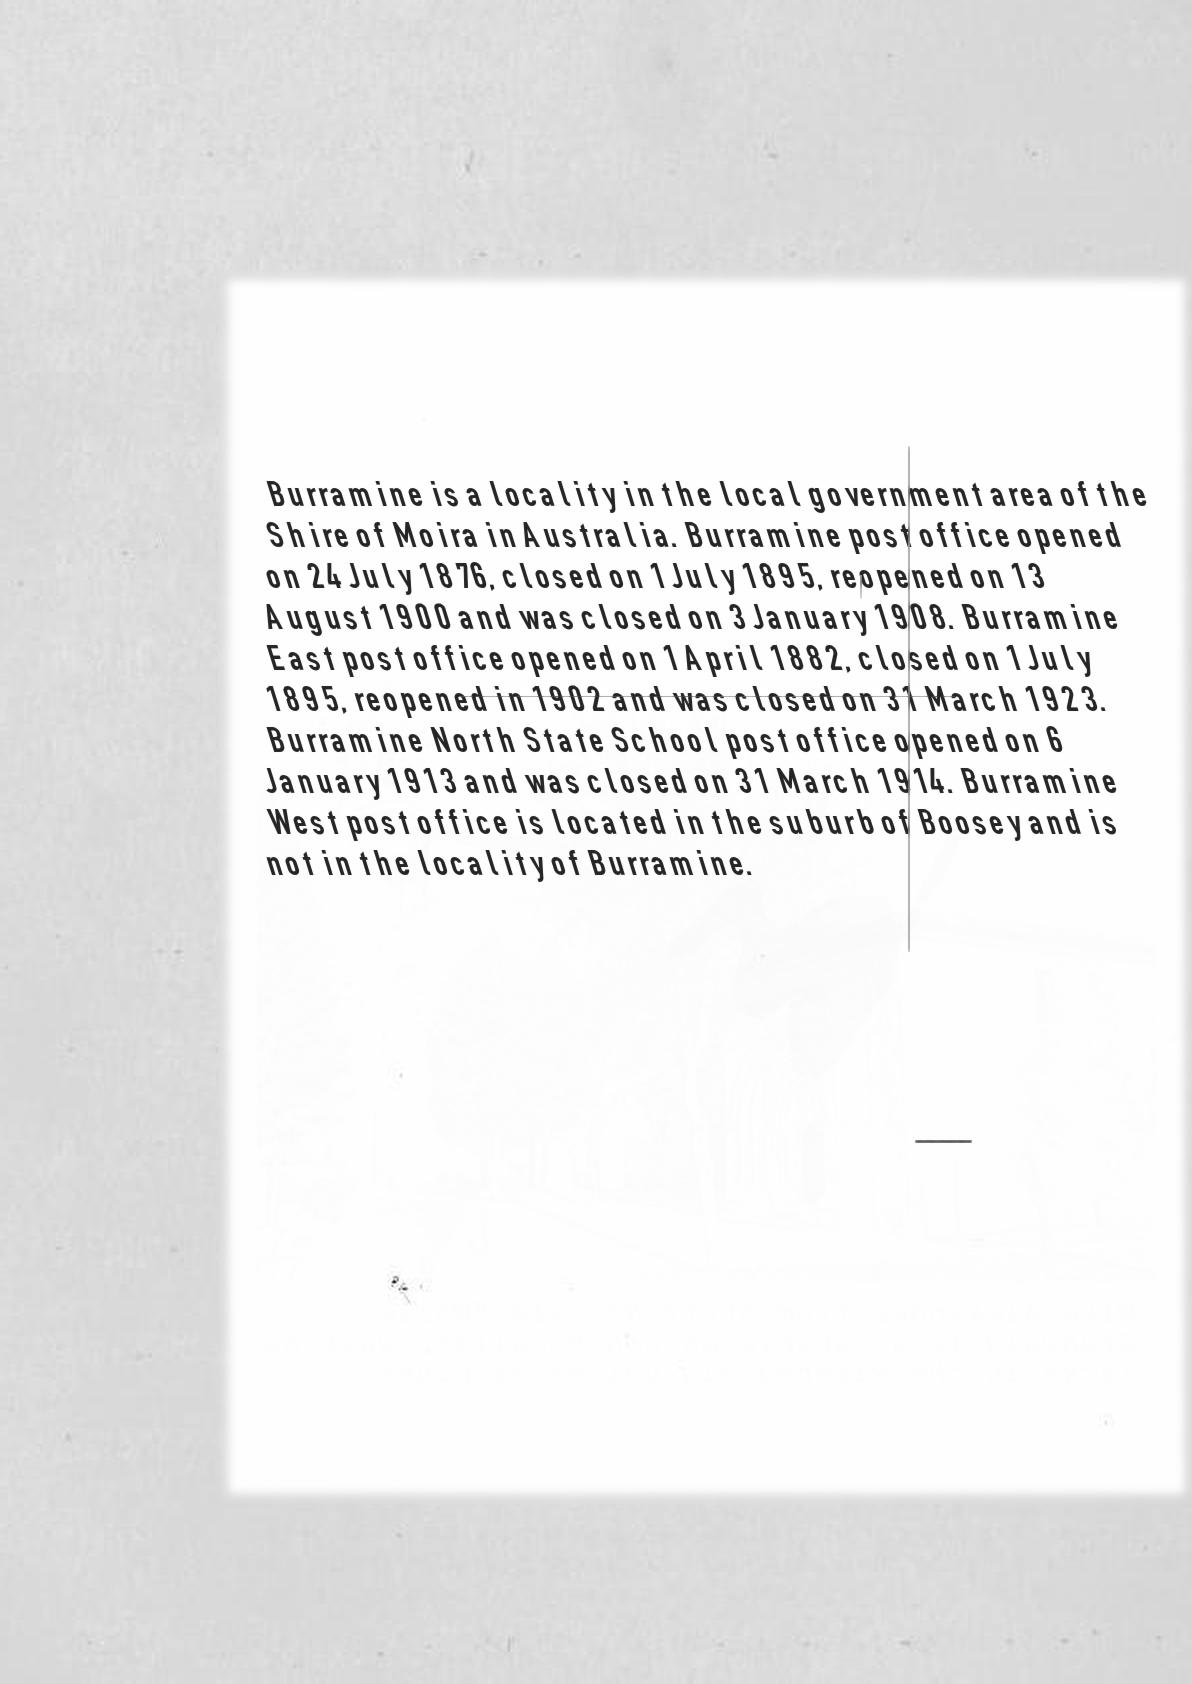 Burramine is a locality in the local government area of the
Shire of Moira in Australia. Burramine post office opened
on 24 July 1876, closed on 1 July 1895, reopened on 13
August 1900 and was closed on 3 January 1908. Burramine
East post office opened on 1 April 1882, closed on 1 July
1895, reopened in 1902 and was closed on 31 March 1923.
Burramine North State School post office opened on 6
January 1913 and was closed on 31 March 1914. Burramine
West post office is located in the suburb of Boosey and is
not in the locality of Burramine.